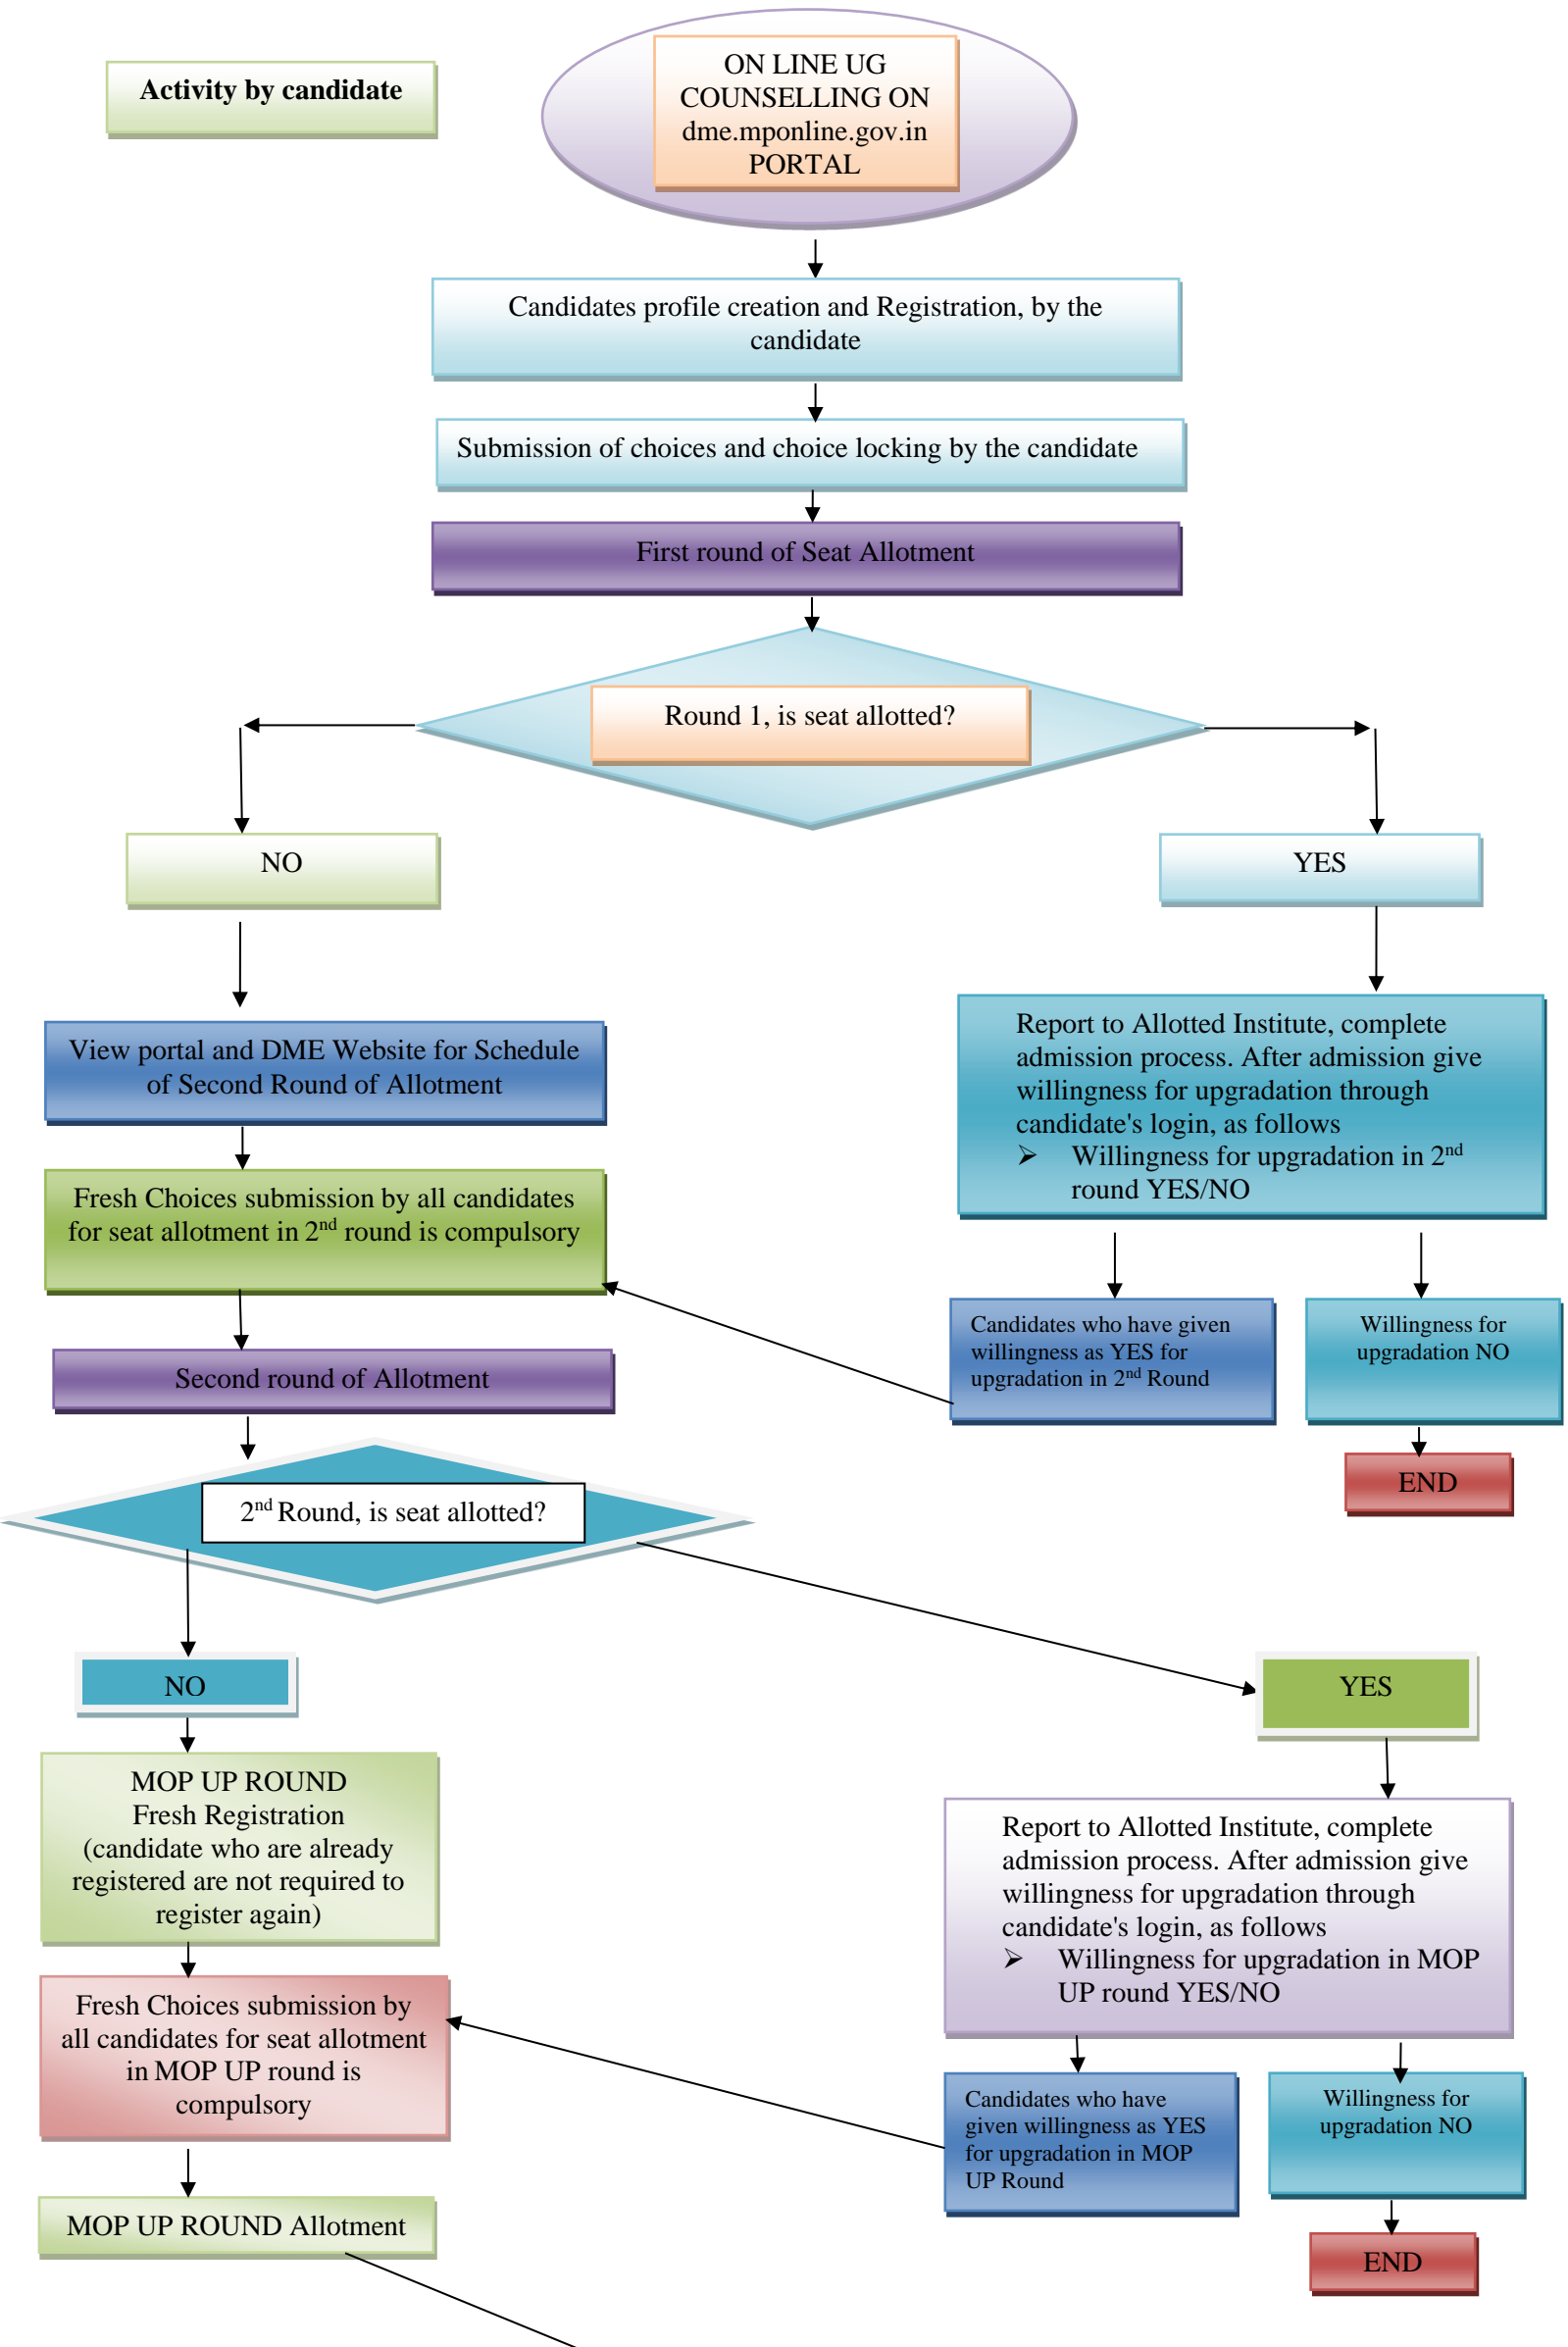 Activity by candidate
ON LINE UG
COUNSELLING ON
dme.mponline.gov.in
PORTAL
Candidates profile creation and Registration, by the
candidate
Submission of choices and choice locking by the candidate
First round of Seat Allotment
Round 1, is seat allotted?
NO
YES
View portal and DME Website for Schedule
of Second Round of Allotment
Report to Allotted Institute, complete
admission process. After admission give
willingness for upgradation through
candidate's login, as follows
➢ Willingness for upgradation in 2nd
round YES/NO
Fresh Choices submission by all candidates
for seat allotment in 2nd round is compulsory
Candidates who have given
willingness as YES for
upgradation in 2nd Round
Willingness for
upgradation NO
Second round of Allotment
END
2nd Round, is seat allotted?
NO
YES
MOP UP ROUND
Fresh Registration
(candidate who are already
registered are not required to
register again)
Report to Allotted Institute, complete
admission process. After admission give
willingness for upgradation through
candidate's login, as follows
➢ Willingness for upgradation in MOP
UP round YES/NO
Fresh Choices submission by
all candidates for seat allotment
in MOP UP round is
compulsory
Candidates who have
given willingness as YES
for upgradation in MOP
UP Round
Willingness for
upgradation NO
MOP UP ROUND Allotment
END